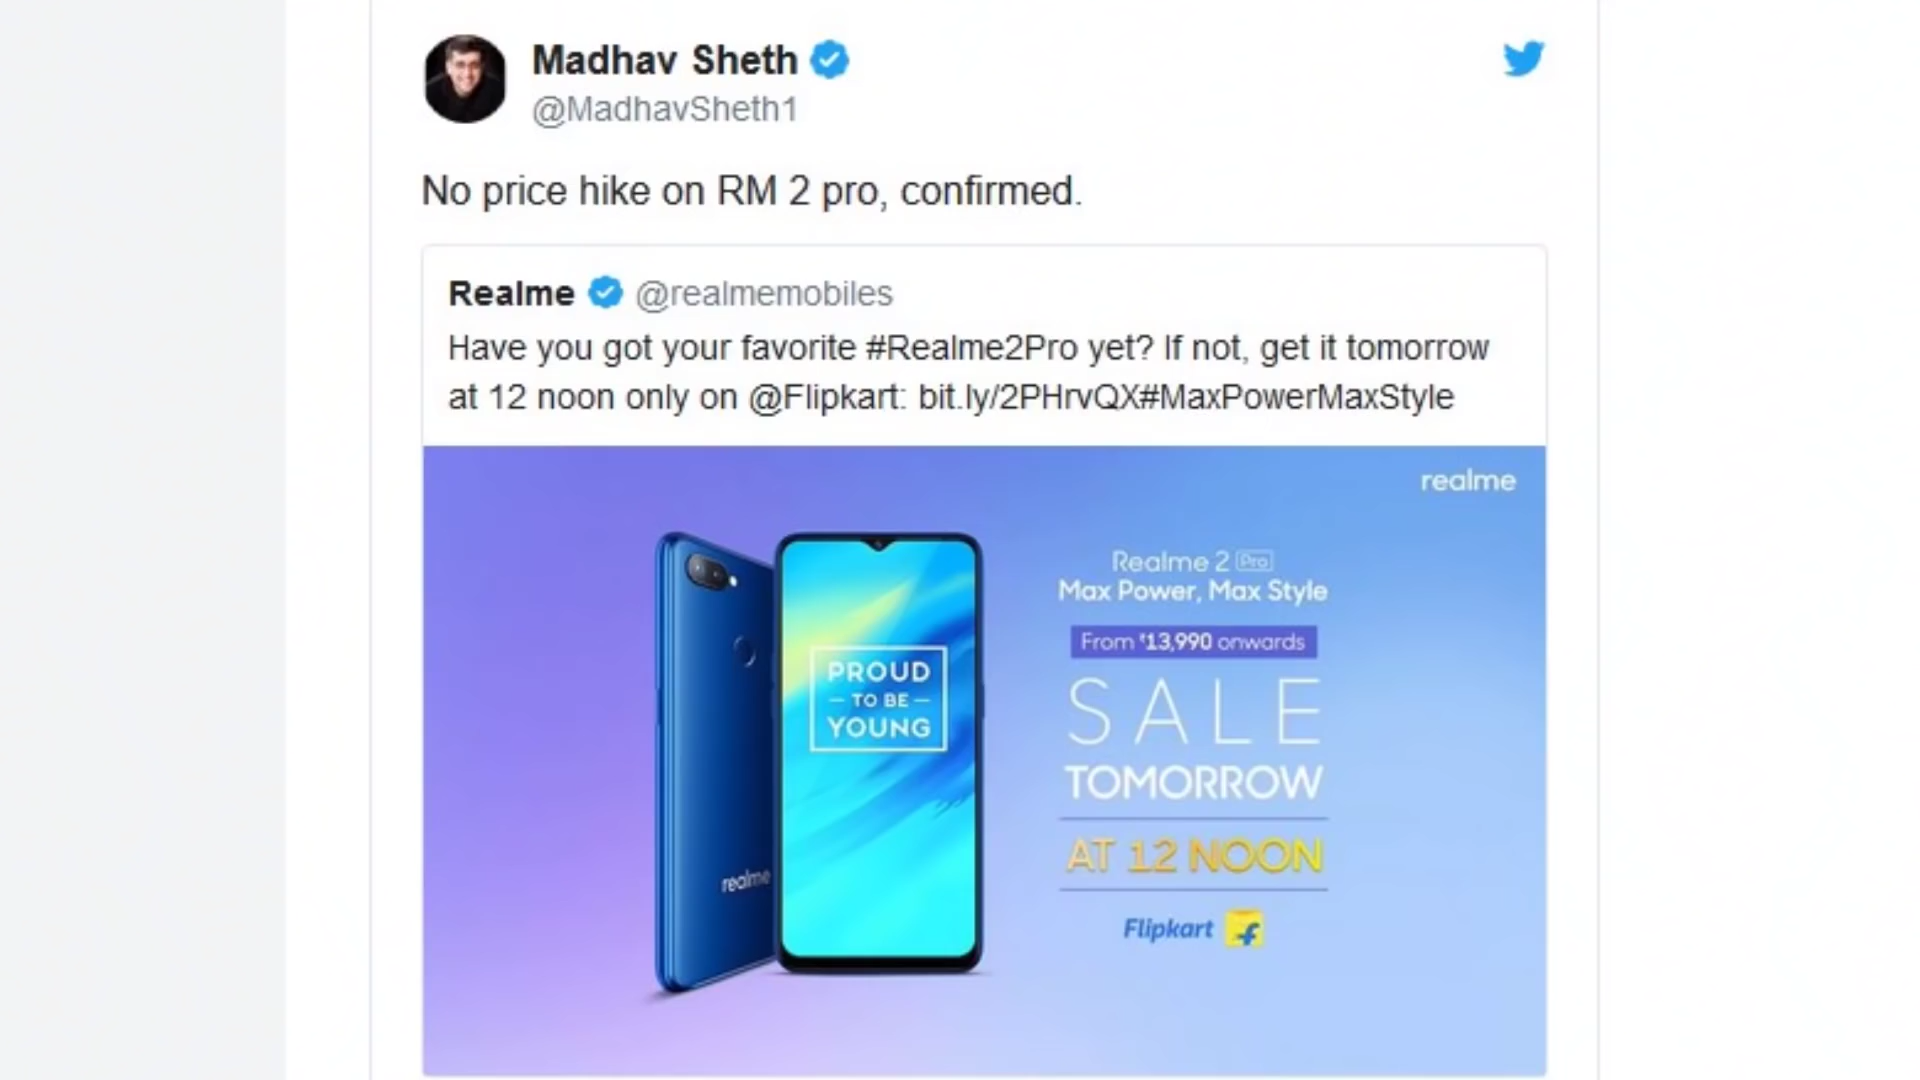 Madhav Sheth
@MadhavSheth1
No price hike on RM 2 pro, confirmed.
Realme @realmemobiles
Have you got your favorite #Realme2Pro yet? If not, get it tomorrow
at 12 noon only on @Flipkart: bit.ly/2PHrvQX#MaxPowerMaxStyle
realme
Realme 2 Pro
Max Power, Max Style
From ₹13,990 onwards
SALE
TOMORROW
AT 12 NOON
Flipkart
PROUD
TO BE
YOUNG
realme